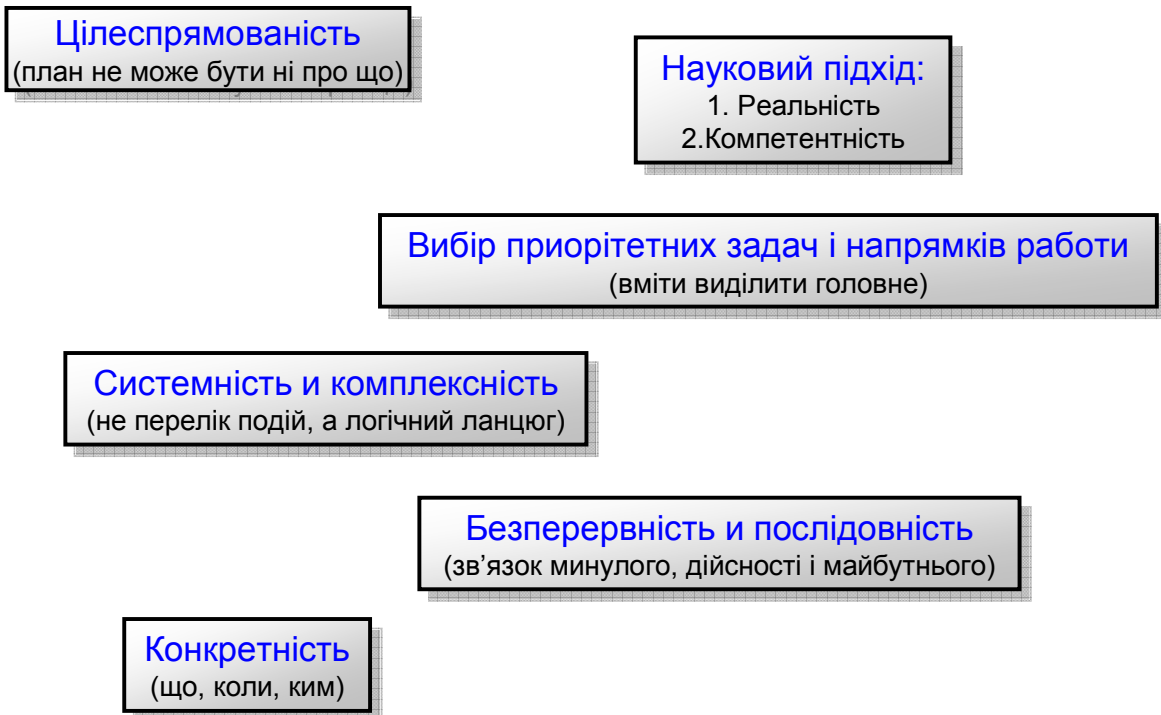 Цілеспрямованість
(план не може бути ні про що)
Науковий підхід:
1. Реальність
2.Компетентність
Вибір приорітетних задач і напрямків работи
(вміти виділити головне)
Системність и комплексність
(не перелік подій, а логічний ланцюг)
Безперервність и послідовність
(зв’язок минулого, дійсності і майбутнього)
Конкретність
(що, коли, ким)